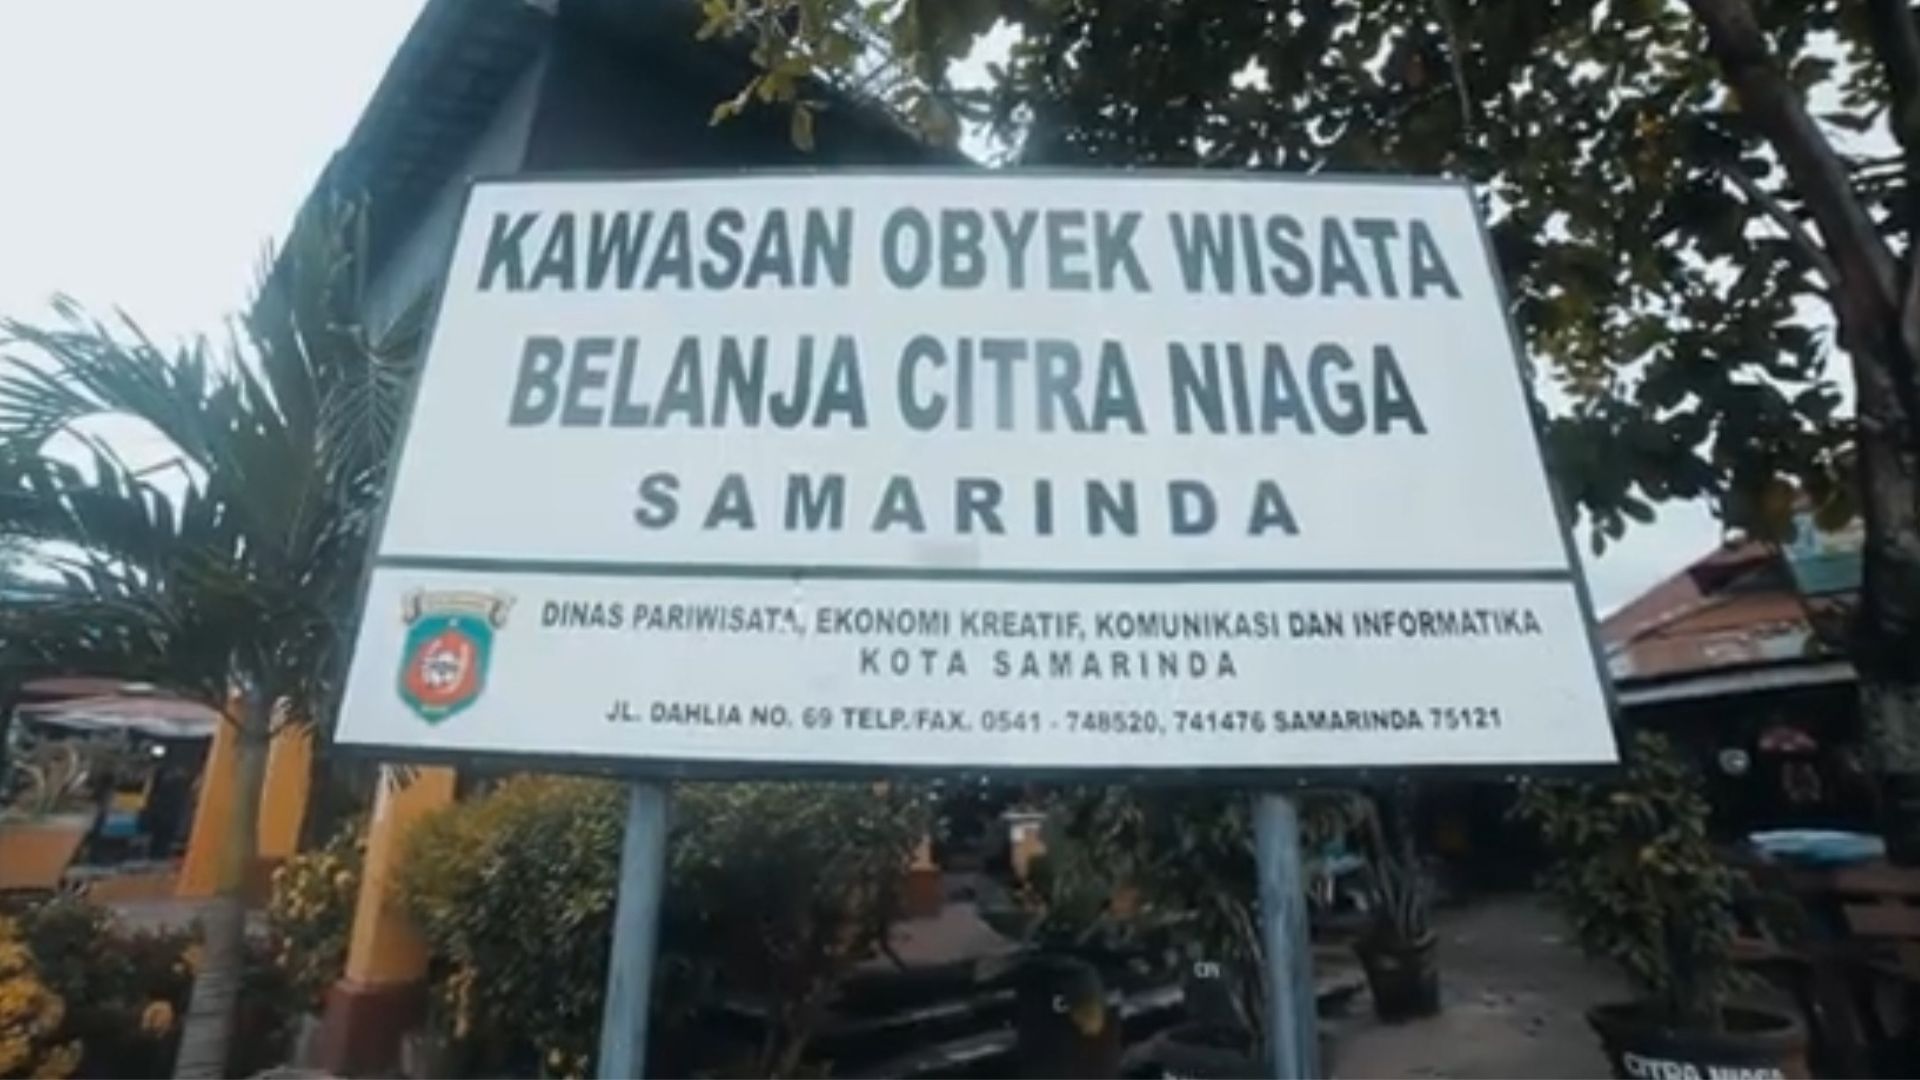 KAWASAN OBYEK WISATA
BELANJA CITRA NIAGA
SAMARINDA
DINAS PARIWISATA, EKONOMI KREATIF, KOMUNIKASI DAN INFORMATIKA
KOTA SAMARINDA
JL. DAHLIA NO. 69 TELP./FAX. 0541 - 748520, 741476 SAMARINDA 75121
CITRA NIAGA